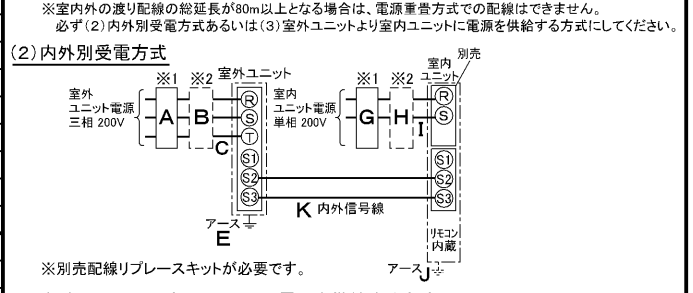 ※室内外の渡り配線の総延長が80m以上となる場合は、電源重畳方式での配線はできません。
必ず(2)内外別受電方式あるいは(3)室外ユニットより室内ユニットに電源を供給する方式にしてください。
(2)内外別受電方式
※1 ※2 室外ユニット
※1 ※2 室内ユニット 別売
室外
ユニット電源
三相 200V
A B C
R
S
T
S1
S2
S3
室内
ユニット電源
単相 200V
G H I
R
S
S1
S2
S3
K 内外信号線
アース
E
リモコン
内蔵
アース J
※別売配線リプレースキットが必要です。